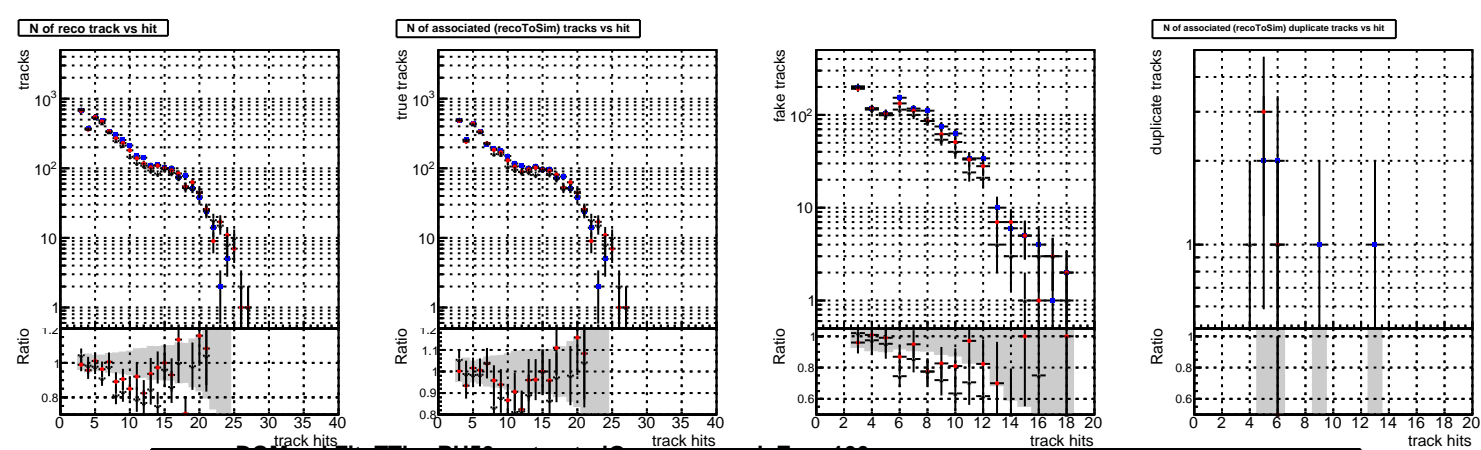 N of reco track vs hit
N of associated (recoToSim) tracks vs hit
N of associated (recoToSim) duplicate tracks vs hit
tracks
10³
10²
10
1
Ratio
1.2
1
0.8
0 5 10 15 20 25 30 35 40
track hits
true tracks
10³
10²
10
1
Ratio
1.2
1.1
1
0.9
0.8
0 5 10 15 20 25 30 35 40
track hits
fake tracks
10²
10
1
Ratio
1
0.8
0.6
0 2 4 6 8 10 12 14 16 18 20
track hits
duplicate tracks
1
Ratio
1
0.8
0.6
0 2 4 6 8 10 12 14 16 18 20
track hits